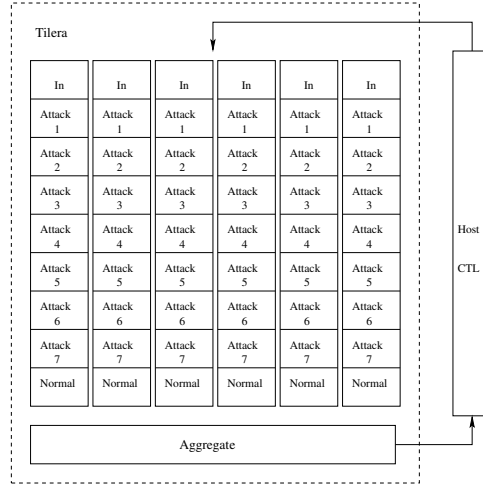 Tilera
In In In In In In
Attack Attack Attack Attack Attack Attack
1 1 1 1 1 1
Attack Attack Attack Attack Attack Attack
2 2 2 2 2 2
Attack Attack Attack Attack Attack Attack
3 3 3 3 3 3
Attack Attack Attack Attack Attack Attack
4 4 4 4 4 4
Host
Attack Attack Attack Attack Attack Attack
5 5 5 5 5 5
CTL
Attack Attack Attack Attack Attack Attack
6 6 6 6 6 6
Attack Attack Attack Attack Attack Attack
7 7 7 7 7 7
Normal Normal Normal Normal Normal Normal
Aggregate